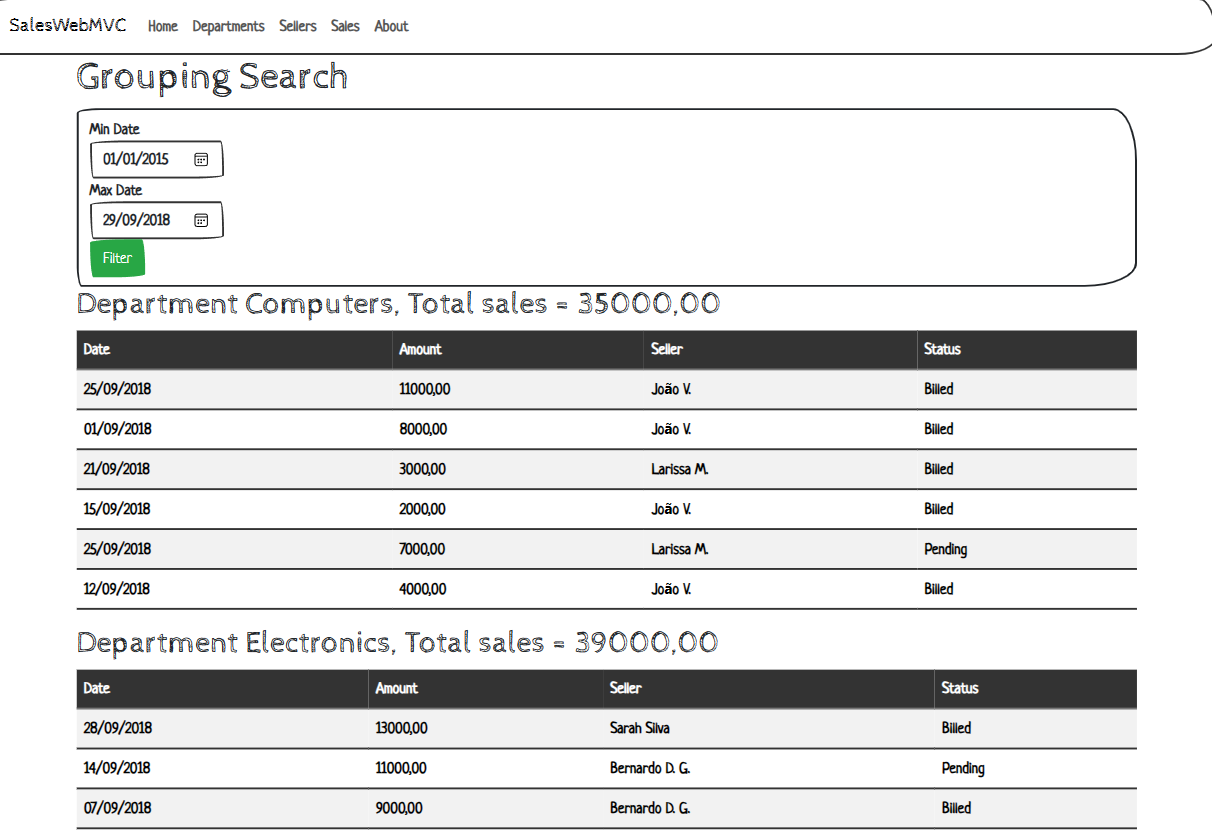 SalesWebMVC Home Departments Sellers Sales About
Grouping Search
Min Date
01/01/2015
Max Date
29/09/2018
Filter
Department Computers, Total sales = 35000,00
Date Amount Seller Status
25/09/2018 11000,00 João V. Billed
01/09/2018 8000,00 João V. Billed
21/09/2018 3000,00 Larissa M. Billed
15/09/2018 2000,00 João V. Billed
25/09/2018 7000,00 Larissa M. Pending
12/09/2018 4000,00 João V. Billed
Department Electronics, Total sales = 39000,00
Date Amount Seller Status
28/09/2018 13000,00 Sarah Silva Billed
14/09/2018 11000,00 Bernardo D. G. Pending
07/09/2018 9000,00 Bernardo D. G. Billed